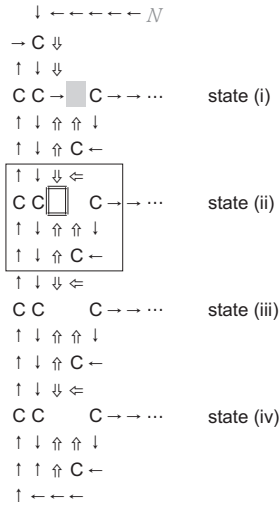 ↓ ← ← ← ← ← N
→ C ⇓
↑ ↓ ⇓
C C → C → → ⋯ state (i)
↑ ↓ ⇑ ⇑ ↓
↑ ↓ ⇑ C ←
↑ ↓ ⇓ ⇐
C C C → → ⋯ state (ii)
↑ ↓ ⇑ ⇑ ↓
↑ ↓ ⇑ C ←
↑ ↓ ⇓ ⇐
C C C → → ⋯ state (iii)
↑ ↓ ⇑ ⇑ ↓
↑ ↓ ⇑ C ←
↑ ↓ ⇓ ⇐
C C C → → ⋯ state (iv)
↑ ↓ ⇑ ⇑ ↓
↑ ↑ ⇑ C ←
↑ ← ← ←